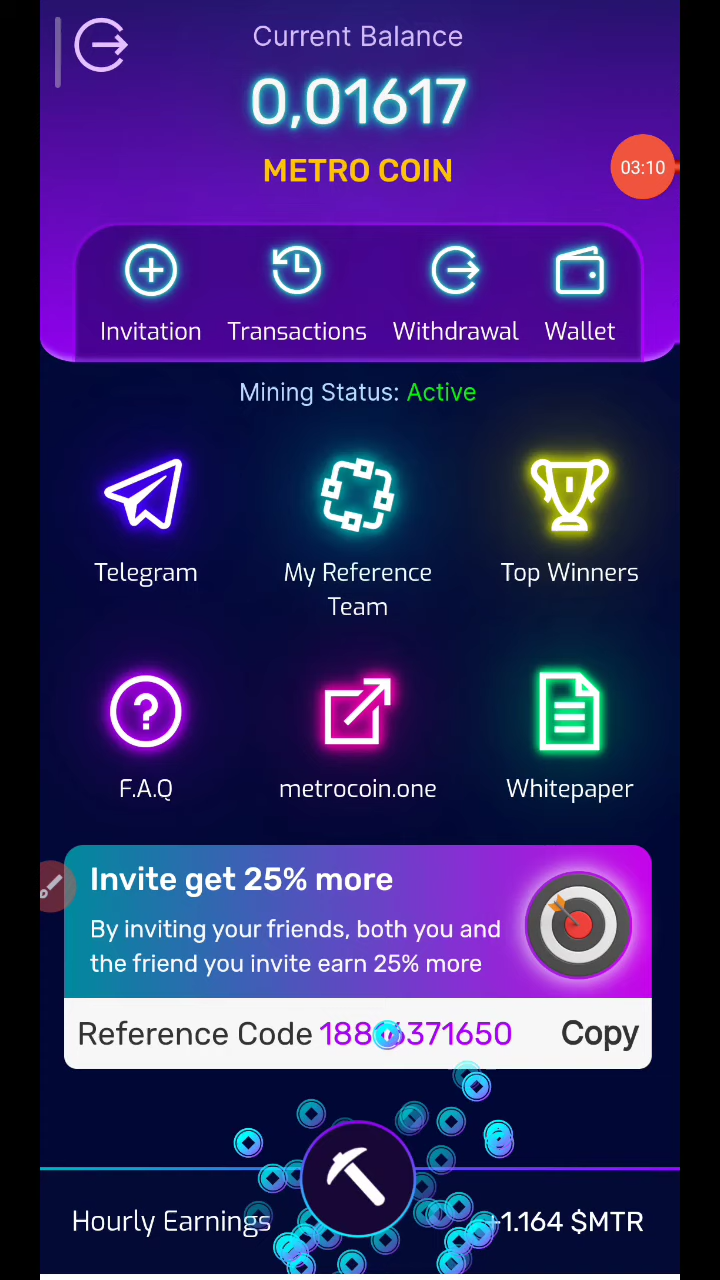 Current Balance
0,01617
METRO COIN
03:10
Invitation
Transactions
Withdrawal
Wallet
Mining Status: Active
Telegram
My Reference
Team
Top Winners
F.A.Q
metrocoin.one
Whitepaper
Invite get 25% more
By inviting your friends, both you and
the friend you invite earn 25% more
Reference Code
Copy
Hourly Earnings
+1.164 $MTR